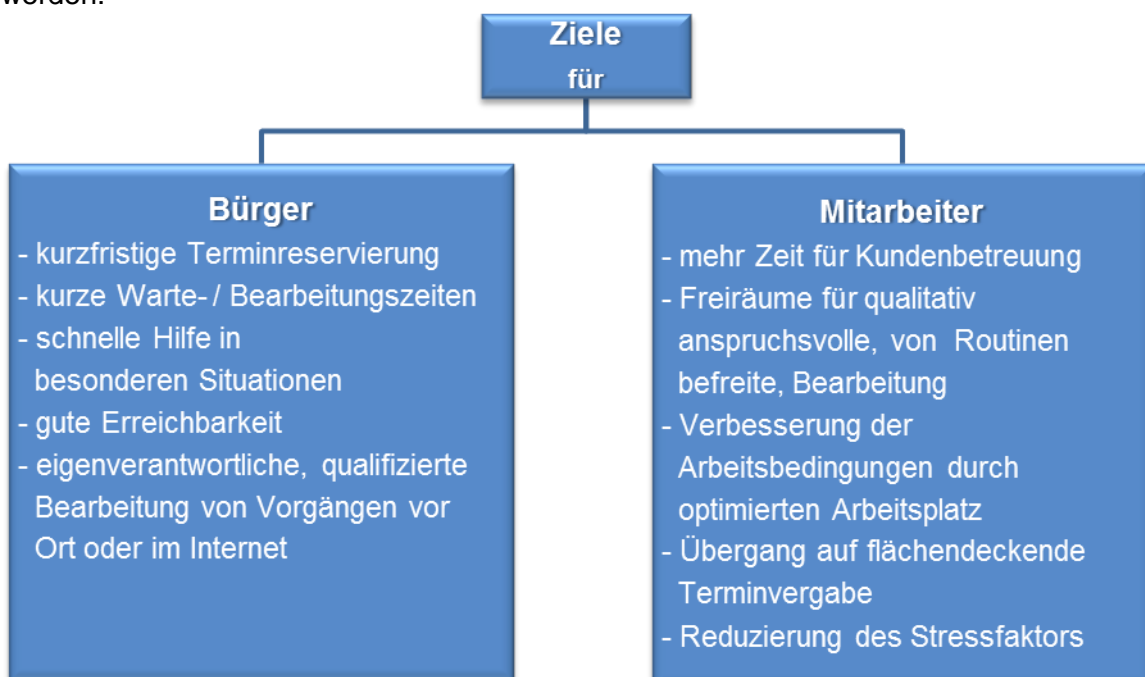 werden.
Ziele
für
Bürger
- kurzfristige Terminreservierung
- kurze Warte- / Bearbeitungszeiten
- schnelle Hilfe in
besonderen Situationen
- gute Erreichbarkeit
- eigenverantwortliche, qualifizierte
Bearbeitung von Vorgängen vor
Ort oder im Internet
Mitarbeiter
- mehr Zeit für Kundenbetreuung
- Freiräume für qualitativ
anspruchsvolle, von Routinen
befreite, Bearbeitung
- Verbesserung der
Arbeitsbedingungen durch
optimierten Arbeitsplatz
- Übergang auf flächendeckende
Terminvergabe
- Reduzierung des Stressfaktors